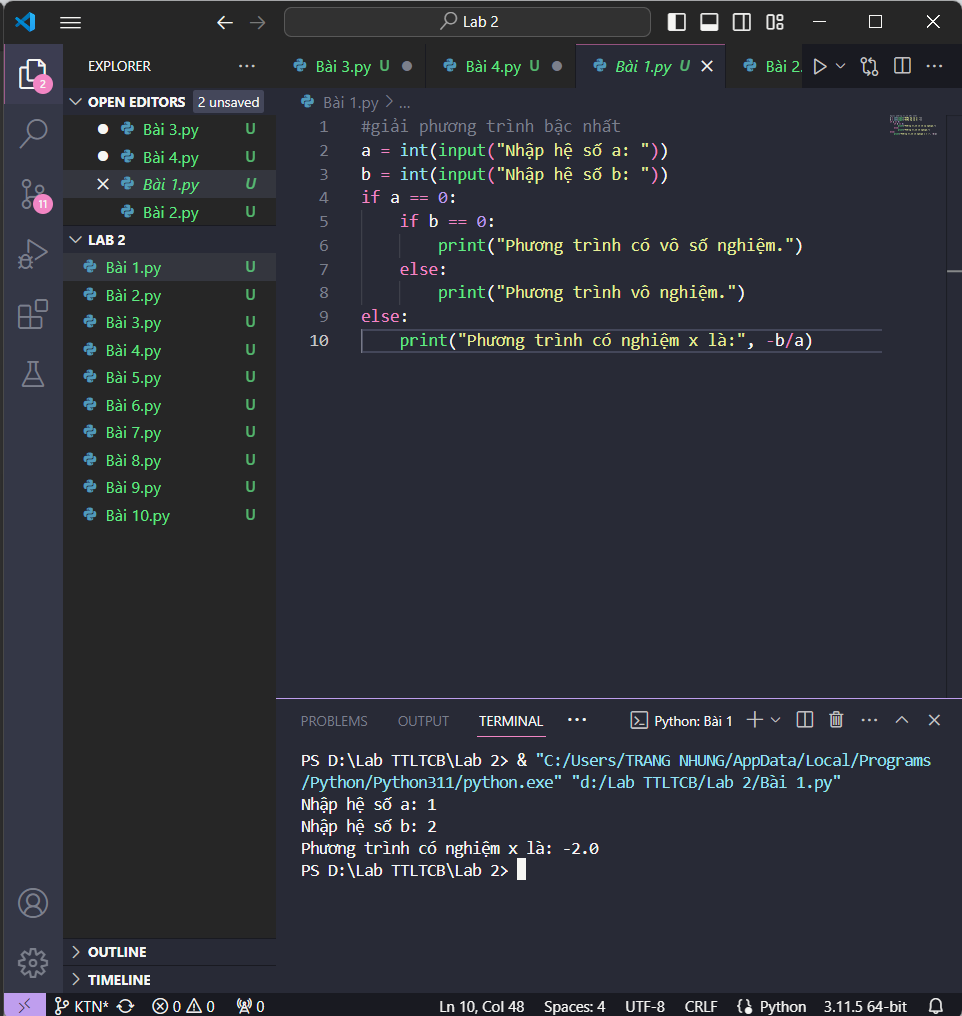 Lab 2
2
11
EXPLORER
OPEN EDITORS 2 unsaved
Bài 3.py U
Bài 4.py U
Bài 1.py U
Bài 2.py U
LAB 2
Bài 1.py U
Bài 2.py U
Bài 3.py U
Bài 4.py U
Bài 5.py U
Bài 6.py U
Bài 7.py U
Bài 8.py U
Bài 9.py U
Bài 10.py U
OUTLINE
TIMELINE
Bài 3.py U Bài 4.py U Bài 1.py U Bài 2.
Bài 1.py > ...
1 #giải phương trình bậc nhất
2 a = int(input("Nhập hệ số a: "))
3 b = int(input("Nhập hệ số b: "))
4 if a == 0:
5 if b == 0:
6 print("Phương trình có vô số nghiệm.")
7 else:
8 print("Phương trình vô nghiệm.")
9 else:
10 print("Phương trình có nghiệm x là:", -b/a)
PROBLEMS OUTPUT TERMINAL Python: Bài 1
PS D:\Lab TTLTCB\Lab 2> & "C:/Users/TRANG NHUNG/AppData/Local/Programs
/Python/Python311/python.exe" "d:/Lab TTLTCB/Lab 2/Bài 1.py"
Nhập hệ số a: 1
Nhập hệ số b: 2
Phương trình có nghiệm x là: -2.0
PS D:\Lab TTLTCB\Lab 2>
KTN* 0 0 0 Ln 10, Col 48 Spaces: 4 UTF-8 CRLF Python 3.11.5 64-bit